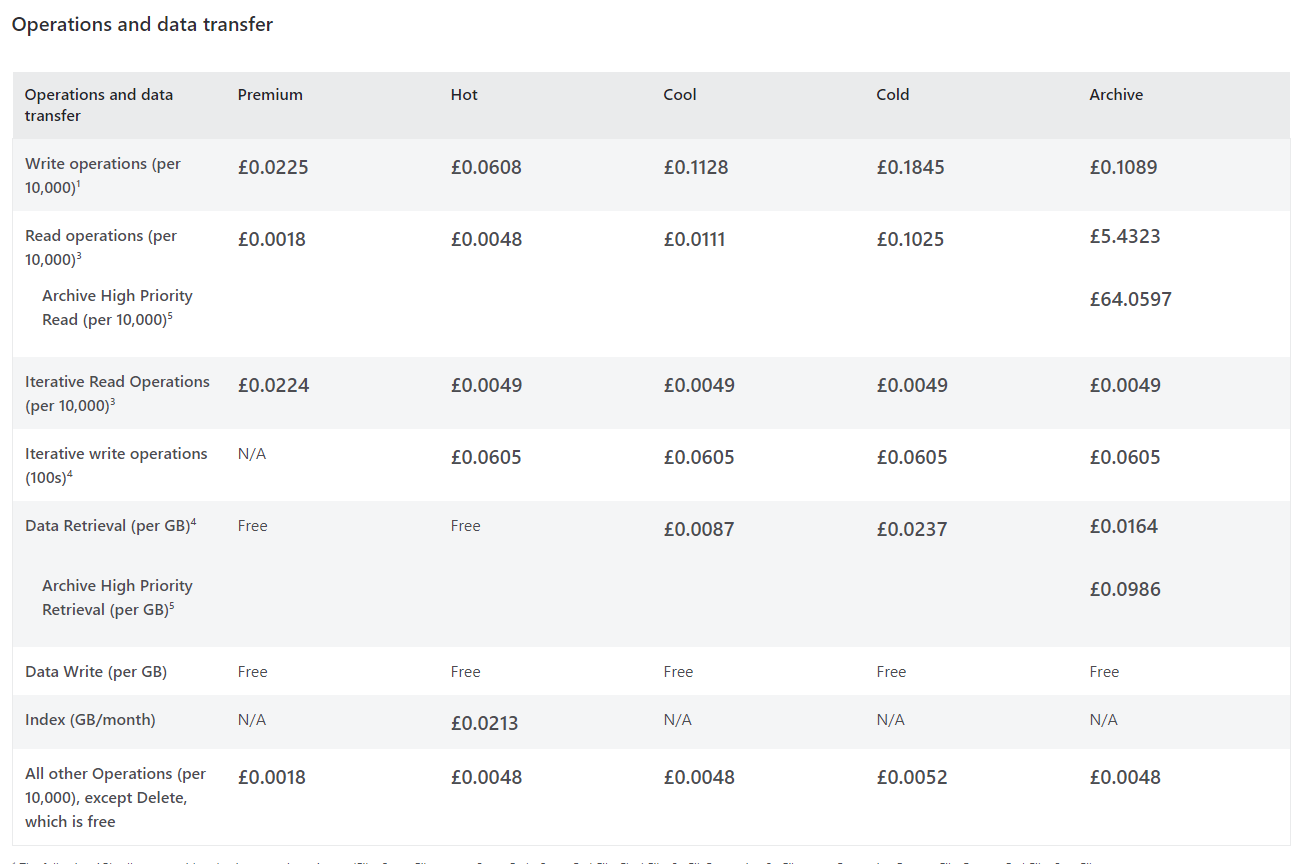 Operations and data transfer
Operations and data transfer Premium Hot Cool Cold Archive
Write operations (per 10,000)¹ £0.0225 £0.0608 £0.1128 £0.1845 £0.1089
Read operations (per 10,000)³ £0.0018 £0.0048 £0.0111 £0.1025 £5.4323
Archive High Priority Read (per 10,000)⁵ £64.0597
Iterative Read Operations (per 10,000)³ £0.0224 £0.0049 £0.0049 £0.0049 £0.0049
Iterative write operations (100s)⁴ N/A £0.0605 £0.0605 £0.0605 £0.0605
Data Retrieval (per GB)⁴ Free Free £0.0087 £0.0237 £0.0164
Archive High Priority Retrieval (per GB)⁵ £0.0986
Data Write (per GB) Free Free Free Free Free
Index (GB/month) N/A £0.0213 N/A N/A N/A
All other Operations (per 10,000), except Delete, which is free £0.0018 £0.0048 £0.0048 £0.0052 £0.0048